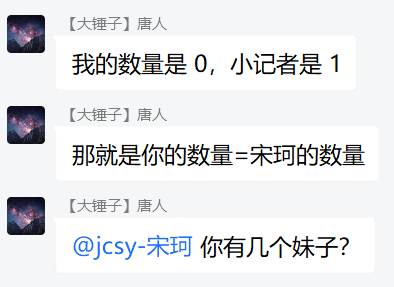 【大锤子】唐人
我的数量是 0，小记者是 1
【大锤子】唐人
那就是你的数量=宋珂的数量
【大锤子】唐人
@jcsy-宋珂 你有几个妹子？